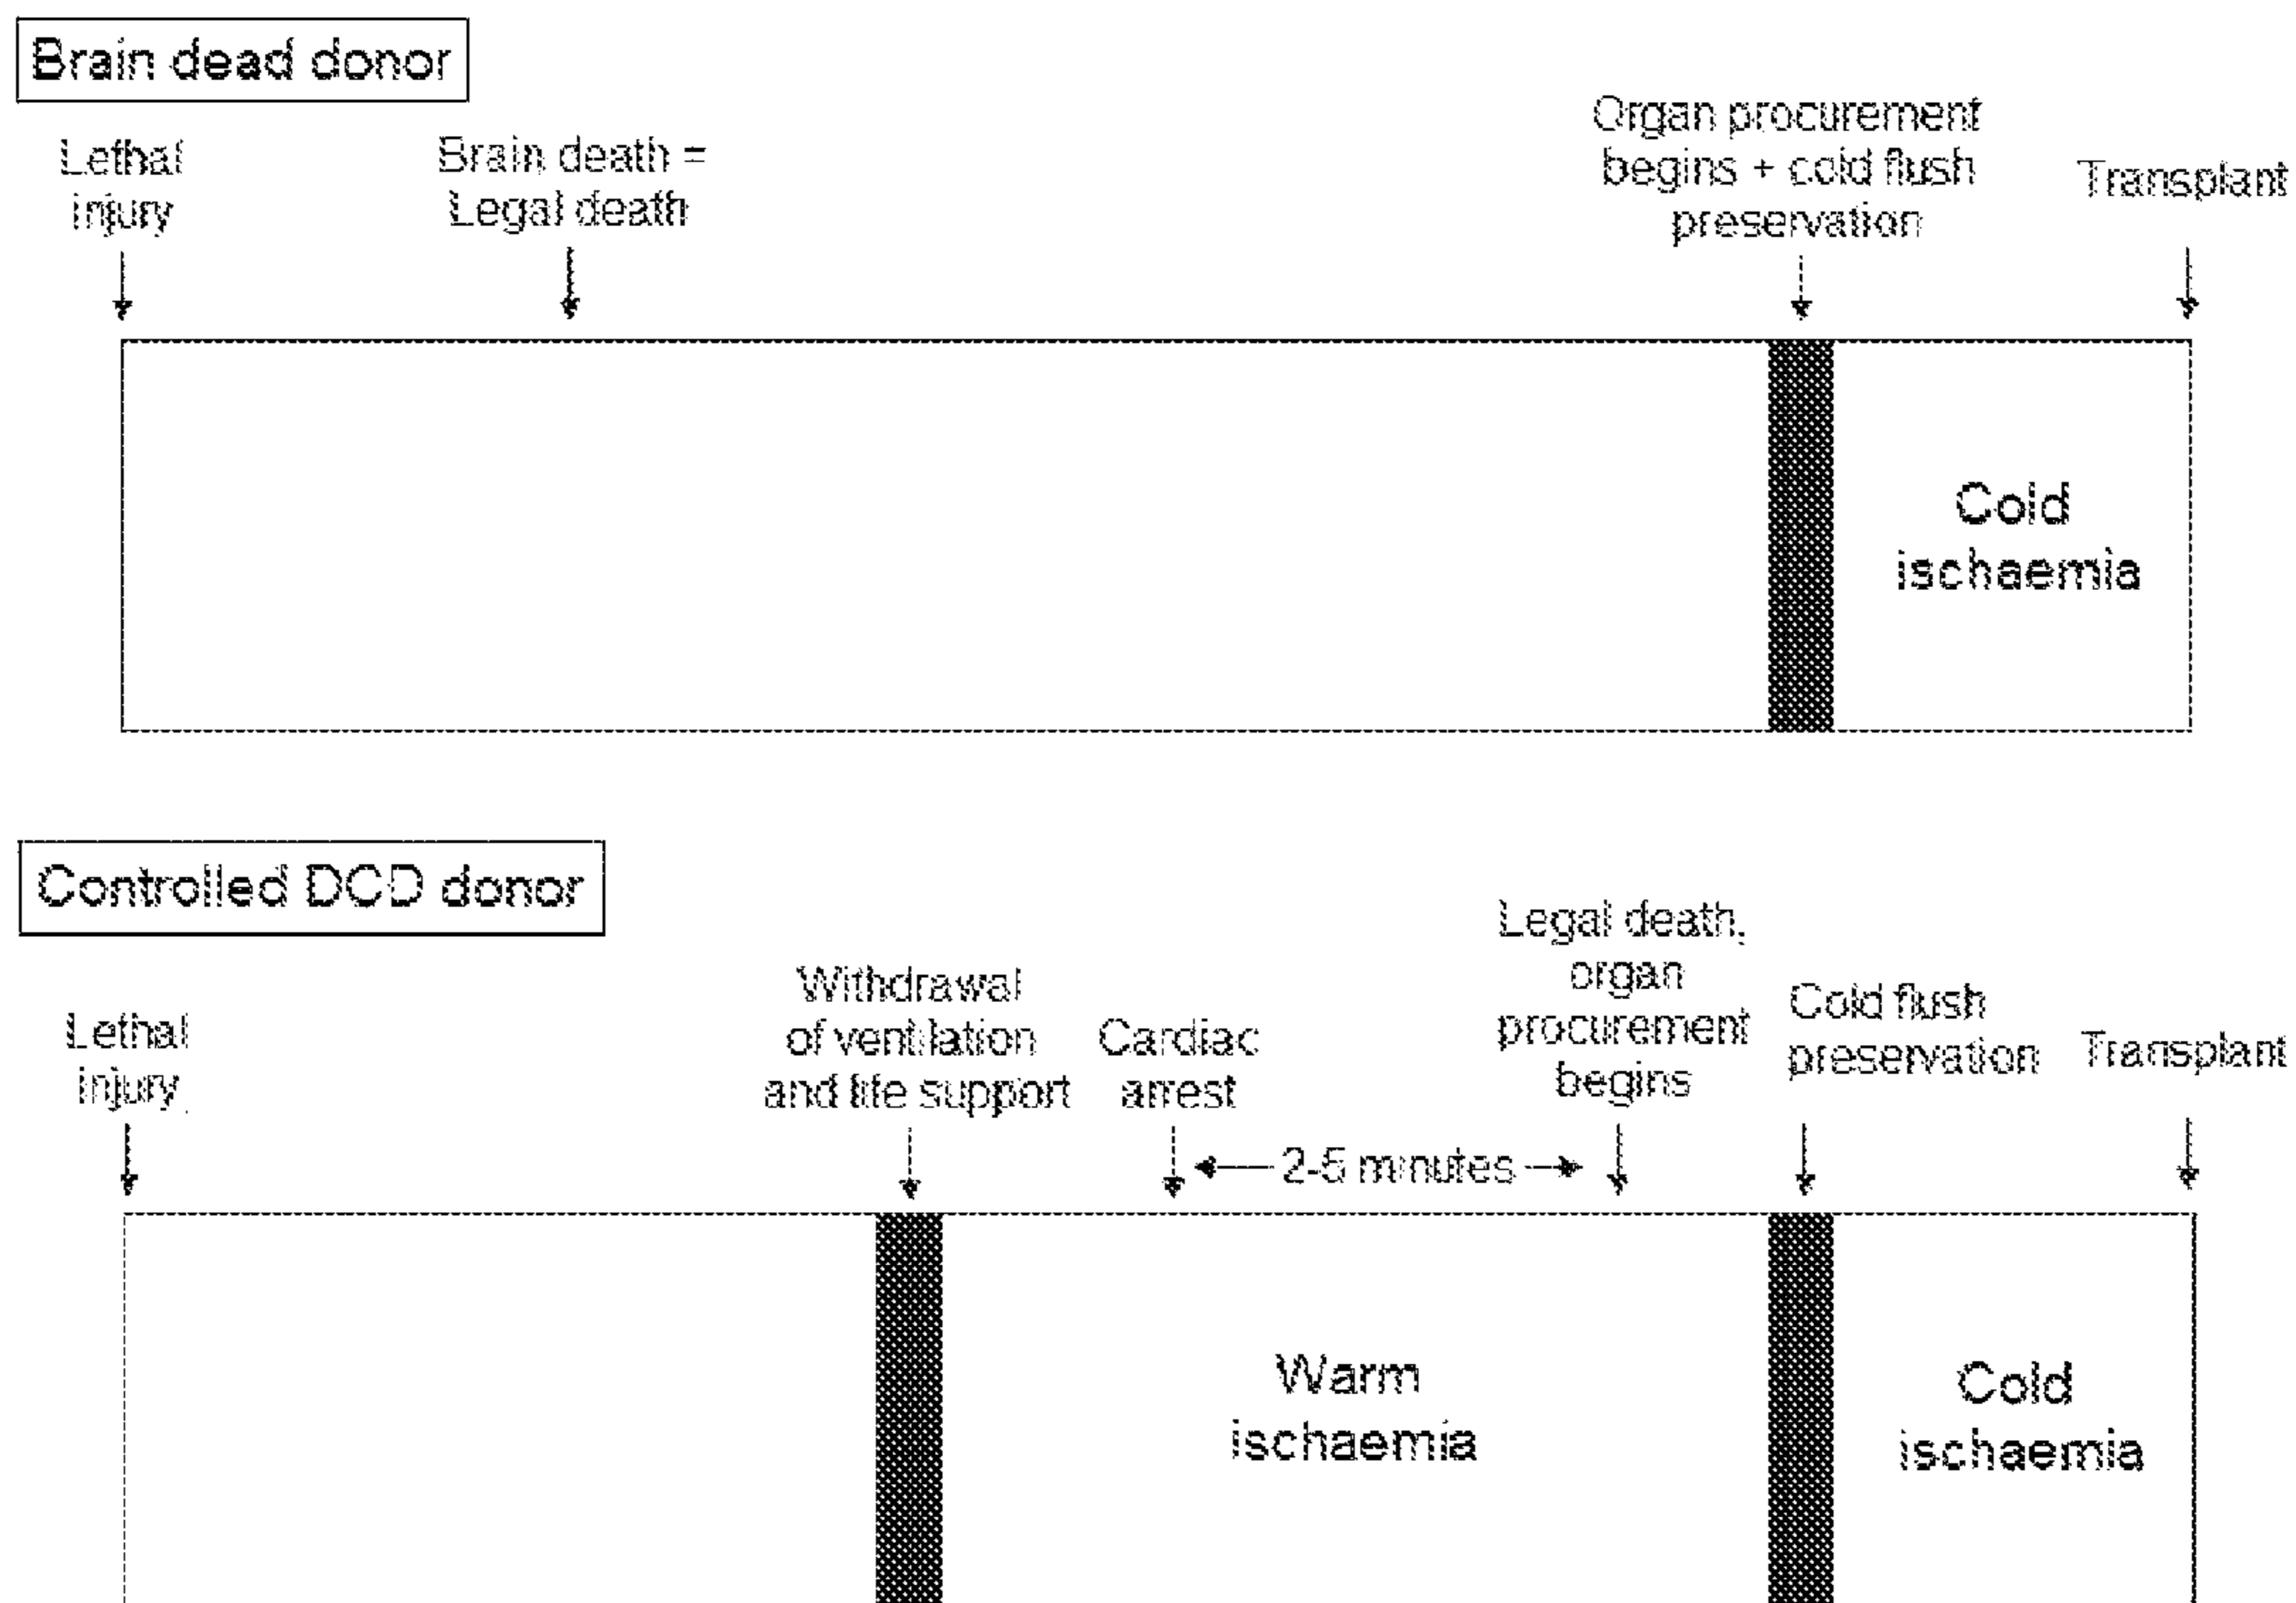 Brain dead donor
Lethal
injury
Brain death =
Legal death
Organ procurement
begins + cold flush
preservation
Transplant
Cold
ischaemia
Controlled DCD donor
Lethal
injury
Withdrawal
of ventilation
and life support
Cardiac
arrest
2-5 minutes
Legal death,
organ
procurement
begins
Cold flush
preservation
Transplant
Warm
ischaemia
Cold
ischaemia